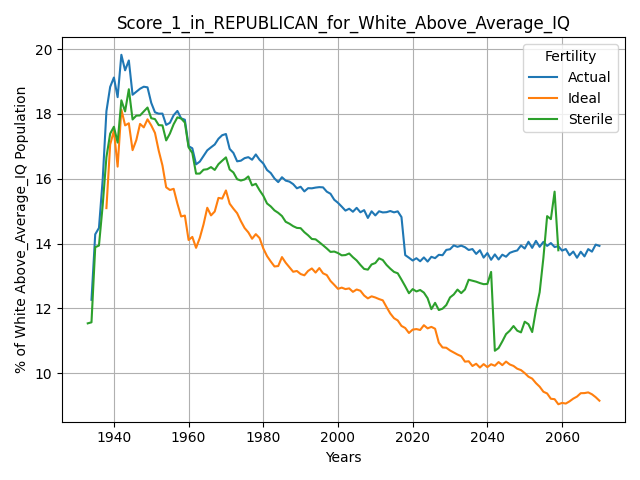 Score_1_in_REPUBLICAN_for_White_Above_Average_IQ
% of White Above_Average_IQ Population
20
18
16
14
12
10
Fertility
Actual
Ideal
Sterile
1940
1960
1980
2000
2020
2040
2060
Years